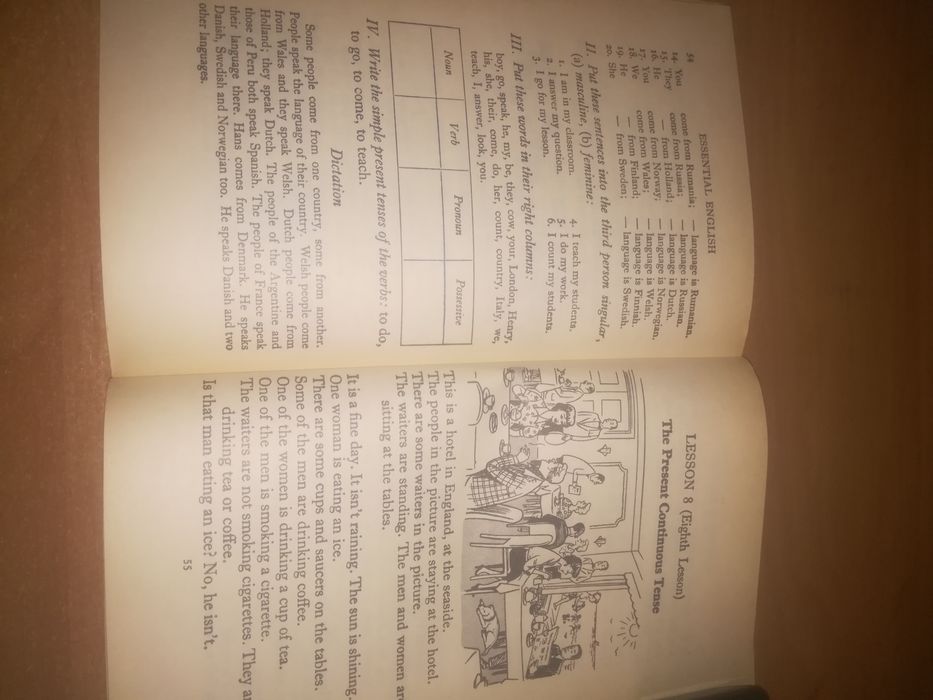 54
ESSENTIAL ENGLISH
14. You come from Rumania; — language is Rumanian.
15. They come from Russia; — language is Russian.
16. He — from Holland; — language is Dutch.
17. You come from Norway; — language is Norwegian.
18. We come from Wales; — language is Welsh.
19. He — from Finland; — language is Finnish.
20. She — from Sweden; — language is Swedish.
II. Put these sentences into the third person singular,
(a) masculine, (b) feminine:
1. I am in my classroom. 4. I teach my students.
2. I answer my question. 5. I do my work.
3. I go for my lesson. 6. I count my students.
III. Put these words in their right columns:
boy, go, speak, he, my, be, they, cow, your, London, Henry,
his, she, their, come, do, her, count, country, Italy, we,
teach, I, answer, look, you.
Noun Verb Pronoun Possessive
IV. Write the simple present tenses of the verbs: to do,
to go, to come, to teach.
Dictation
Some people come from one country, some from another.
People speak the language of their country. Welsh people come
from Wales and they speak Welsh. Dutch people come from
Holland; they speak Dutch. The people of the Argentine and
those of Peru both speak Spanish. The people of France speak
their language there. Hans comes from Denmark. He speaks
Danish, Swedish and Norwegian too. He speaks Danish and two
other languages.
LESSON 8 (Eighth Lesson)
The Present Continuous Tense
This is a hotel in England, at the seaside.
The people in the picture are staying at the hotel.
There are some waiters in the picture.
The waiters are standing. The men and women are
sitting at the tables.
It is a fine day. It isn't raining. The sun is shining.
One woman is eating an ice.
There are some cups and saucers on the tables.
Some of the men are drinking coffee.
One of the women is drinking a cup of tea.
One of the men is smoking a cigarette.
The waiters are not smoking cigarettes. They
drinking tea or coffee.
Is that man eating an ice? No, he isn't.
55